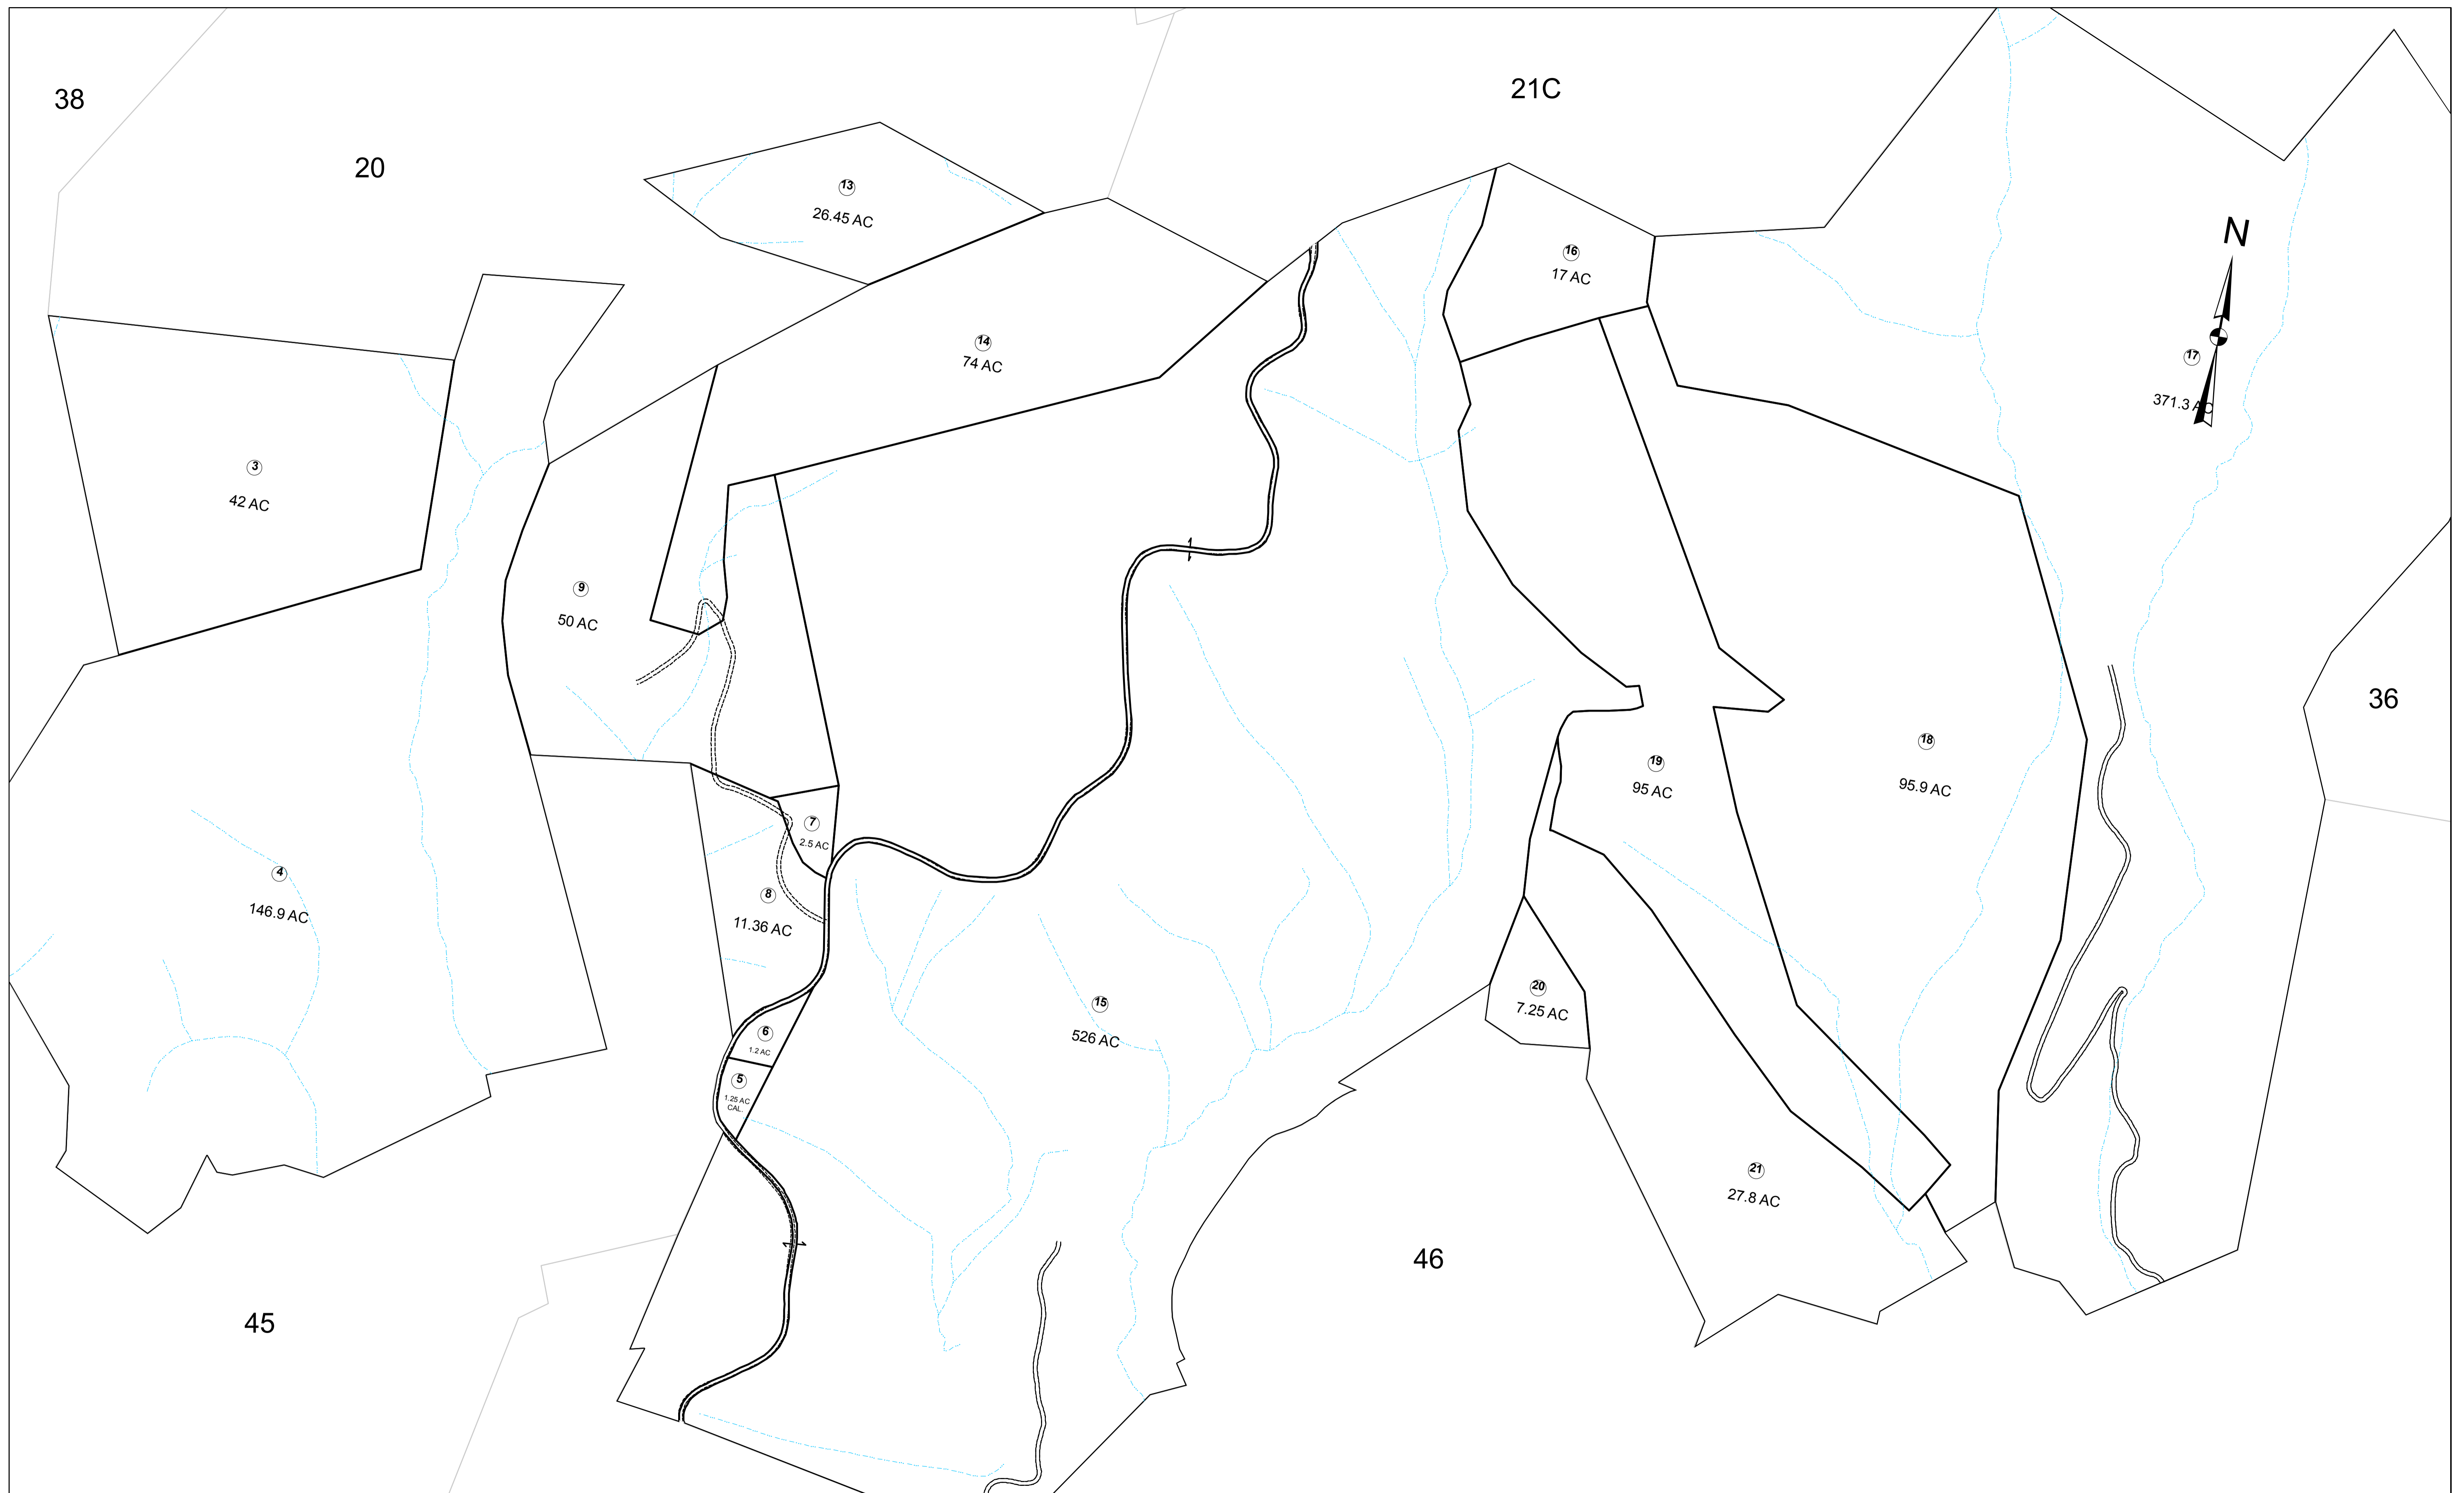 38
21C
20
13
26.45 AC
N
16
17 AC
14
74 AC
17
371.3 AC
3
42 AC
9
50 AC
36
18
95.9 AC
19
95 AC
7
2.5 AC
4
146.9 AC
8
11.36 AC
20
7.25 AC
15
526 AC
6
1.2 AC
5
1.25 AC
CAL.
21
27.8 AC
46
45